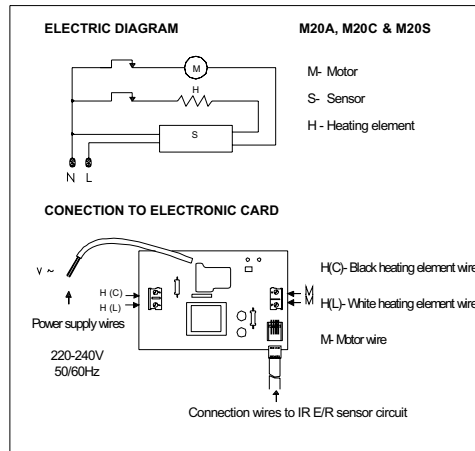 ELECTRIC DIAGRAM
M20A, M20C & M20S
M
H
S
N L
M- Motor
S- Sensor
H - Heating element
CONECTION TO ELECTRONIC CARD
V ~
H (C)
H (L)
M
M
Power supply wires
220-240V
50/60Hz
H(C)- Black heating element wire
H(L)- White heating element wire
M- Motor wire
Connection wires to IR E/R sensor circuit